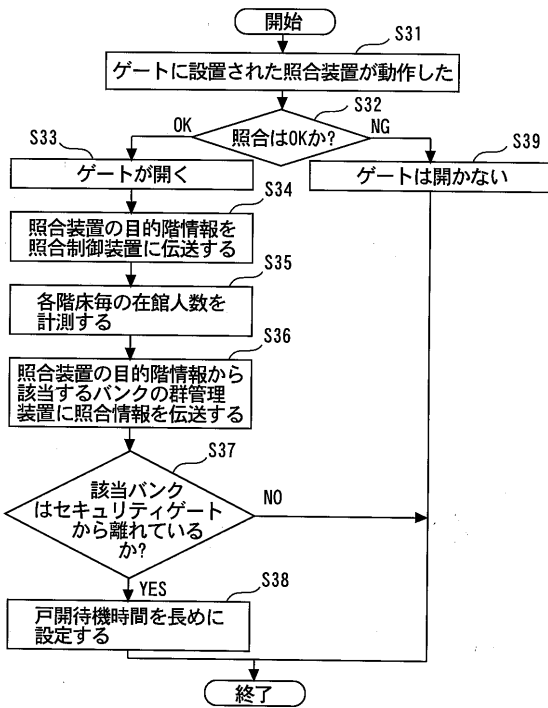 開始
S31
ゲートに設置された照合装置が動作した
S32
照合はOKか?
OK
NG
S33
ゲートが開く
S39
ゲートは開かない
S34
照合装置の目的階情報を
照合制御装置に伝送する
S35
各階床毎の在館人数を
計測する
S36
照合装置の目的階情報から
該当するバンクの群管理
装置に照合情報を伝送する
S37
該当バンク
はセキュリティゲート
から離れている
か?
NO
YES
S38
戸開待機時間を長めに
設定する
終了